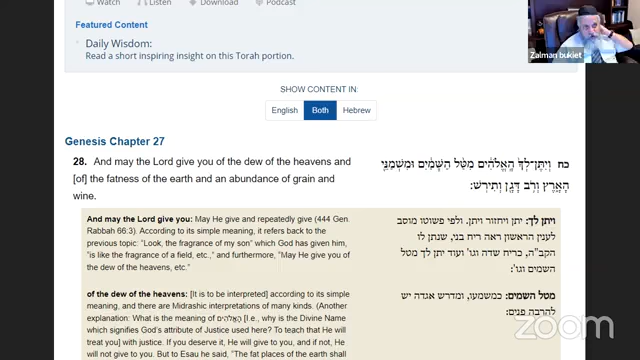 Watch Listen Download Podcast
Featured Content
Daily Wisdom:
Read a short inspiring insight on this Torah portion.
Zalman bukiet
SHOW CONTENT IN:
English Both Hebrew
Genesis Chapter 27
28. And may the Lord give you of the dew of the heavens and
[of] the fatness of the earth and an abundance of grain and
wine.
כח וְיִתֶּן־לְךָ֙ הָֽאֱלֹהִ֔ים מִטַּל֙ הַשָּׁמַ֔יִם וּמִשְׁמַנֵּ֖י
הָאָ֑רֶץ וְרֹ֥ב דָּגָ֖ן וְתִירֽשׁ:
And may the Lord give you: May He give and repeatedly give (444 Gen.
Rabbah 66:3). According to its simple meaning, it refers back to the
previous topic: "Look, the fragrance of my son" which God has given him,
"is like the fragrance of a field, etc.," and furthermore, "May He give you of
the dew of the heavens, etc."
ויתן לך: יתן ויחזור ויתן. ולפי פשוטו מוסב
לענין הראשון ראה ריח בני, שנתן לו
הקב"ה, כריח שדה וגו' ועוד יתן לך מטל
השמים וגו':
of the dew of the heavens: [It is to be interpreted] according to its simple
meaning, and there are Midrashic interpretations of many kinds. (Another
explanation: What is the meaning of הָאֱלֹהִים [I.e., why is the Divine Name
which signifies God's attribute of Justice used here? To teach that He will
treat you] with justice. If you deserve it, He will give to you, and if not, He
will not give to you. But to Esau he said, "The fat places of the earth shall
מטל השמים: כמשמעו, ומדרש אגדה יש
להרבה פנים:
zoom